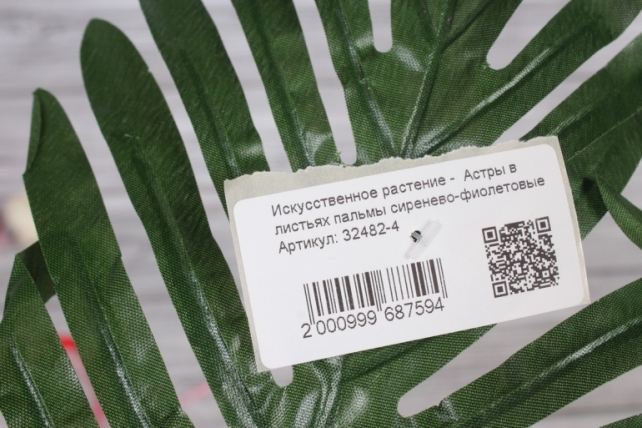 Искусственное растение - Астры в
листьях пальмы сиренево-фиолетовые
Артикул: 32482-4
2 000999 687594